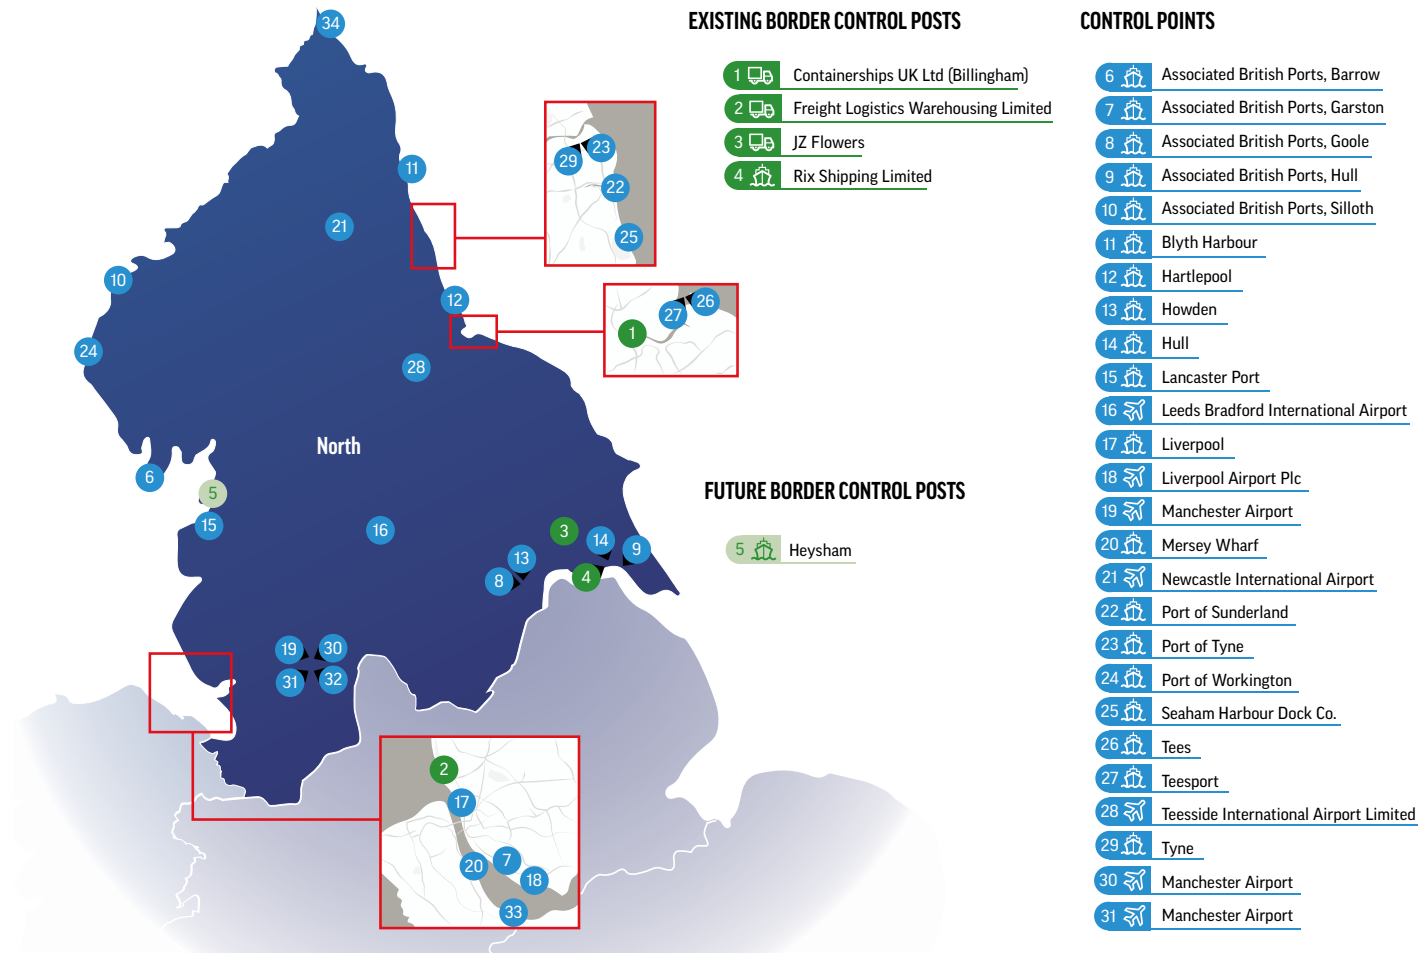 EXISTING BORDER CONTROL POSTS
1 Containerships UK Ltd (Billingham)
2 Freight Logistics Warehousing Limited
3 JZ Flowers
4 Rix Shipping Limited
FUTURE BORDER CONTROL POSTS
5 Heysham
CONTROL POINTS
6 Associated British Ports, Barrow
7 Associated British Ports, Garston
8 Associated British Ports, Goole
9 Associated British Ports, Hull
10 Associated British Ports, Silloth
11 Blyth Harbour
12 Hartlepool
13 Howden
14 Hull
15 Lancaster Port
16 Leeds Bradford International Airport
17 Liverpool
18 Liverpool Airport Plc
19 Manchester Airport
20 Mersey Wharf
21 Newcastle International Airport
22 Port of Sunderland
23 Port of Tyne
24 Port of Workington
25 Seaham Harbour Dock Co.
26 Tees
27 Teesport
28 Teesside International Airport Limited
29 Tyne
30 Manchester Airport
31 Manchester Airport
34
11
21
10
24
12
28
North
6
5
15
16
3
14
9
13
8
4
19
30
31
32
23
29
22
25
26
27
1
2
17
20
7
18
33